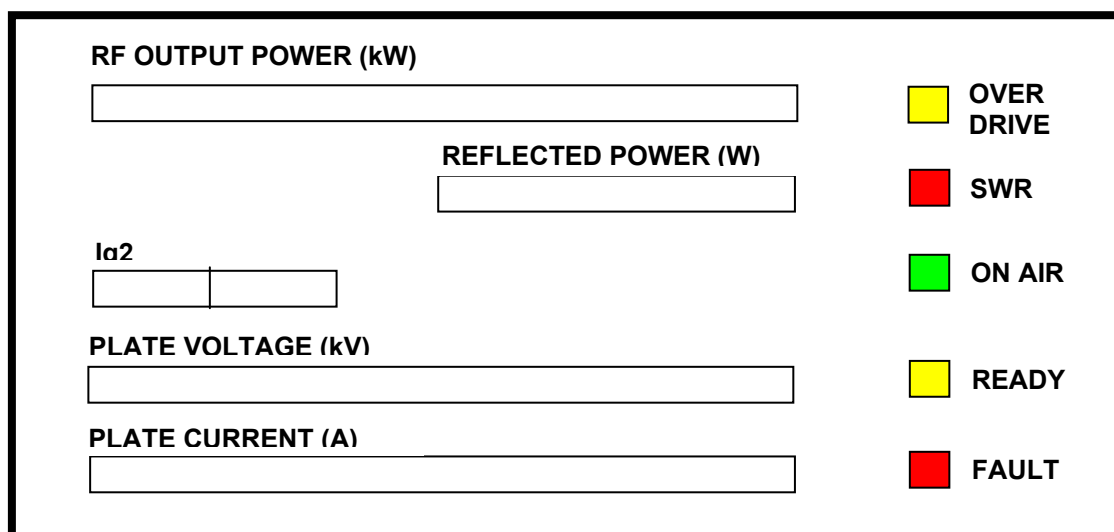 RF OUTPUT POWER (kW)
OVER
DRIVE
REFLECTED POWER (W)
SWR
Ig2
ON AIR
PLATE VOLTAGE (kV)
READY
PLATE CURRENT (A)
FAULT